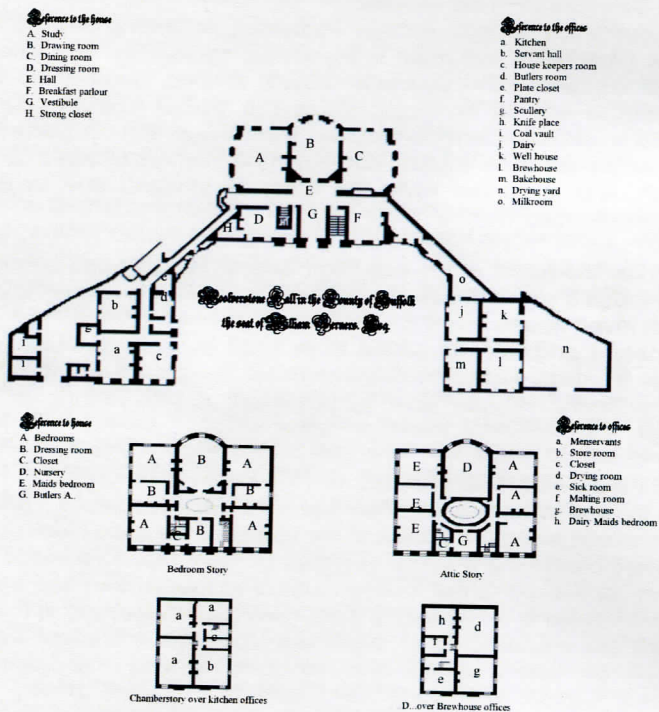 Reference to the house
A. Study
B. Drawing room
C. Dining room
D. Dressing room
E. Hall
F. Breakfast parlour
G. Vestibule
H. Strong closet
Reference to the offices
a. Kitchen
b. Servant hall
c. House keepers room
d. Butlers room
e. Plate closet
f. Pantry
g. Scullery
h. Knife place
i. Coal vault
j. Dairy
k. Well house
l. Brewhouse
m. Bakehouse
n. Drying yard
o. Milkroom
A
B
C
E
D
G
F
H
e
d
b
g
i
i
a
c
o
j
k
m
l
n
Woolverstone Hall in the County of Suffolk
the seat of William Berners. Esq.
Reference to house
A. Bedrooms
B. Dressing room
C. Closet
D. Nursery
E. Maids bedroom
G. Butlers A..
A
B
A
B
B
A
C
B
A
Bedroom Story
E
D
A
E
A
E
C
G
A
Attic Story
Reference to offices
a. Menservants
b. Store room
c. Closet
d. Drying room
e. Sick room
f. Malting room
g. Brewhouse
h. Dairy Maids bedroom
a
a
c
a
b
Chamberstory over kitchen offices
h
d
e
g
D...over Brewhouse offices